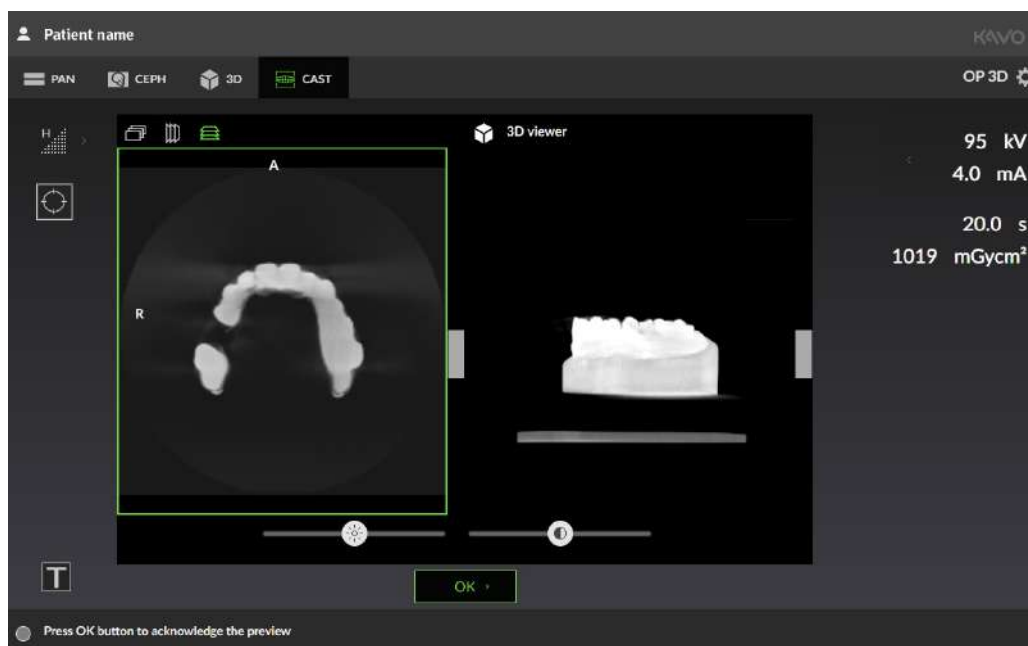 Patient name
KAVO
PAN
CEPH
3D
CAST
OP 3D
H
3D viewer
A
R
95 kV
4.0 mA
20.0 s
1019 mGycm²
T
OK
Press OK button to acknowledge the preview